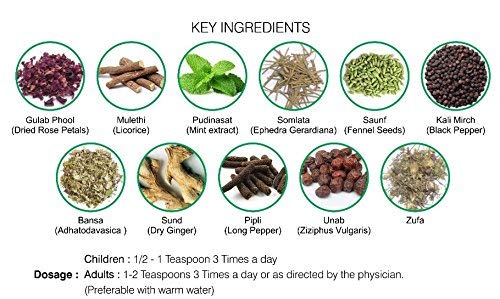 KEY INGREDIENTS
Gulab Phool
(Dried Rose Petals)
Mulethi
(Licorice)
Pudinasat
(Mint extract)
Somlata
(Ephedra Gerardiana)
Saunf
(Fennel Seeds)
Kali Mirch
(Black Pepper)
Bansa
(Adhatodavasica )
Sund
(Dry Ginger)
Pipli
(Long Pepper)
Unab
(Ziziphus Vulgaris)
Zufa
Children : 1/2 - 1 Teaspoon 3 Times a day
Dosage : Adults : 1-2 Teaspoons 3 Times a day or as directed by the physician.
(Preferable with warm water)